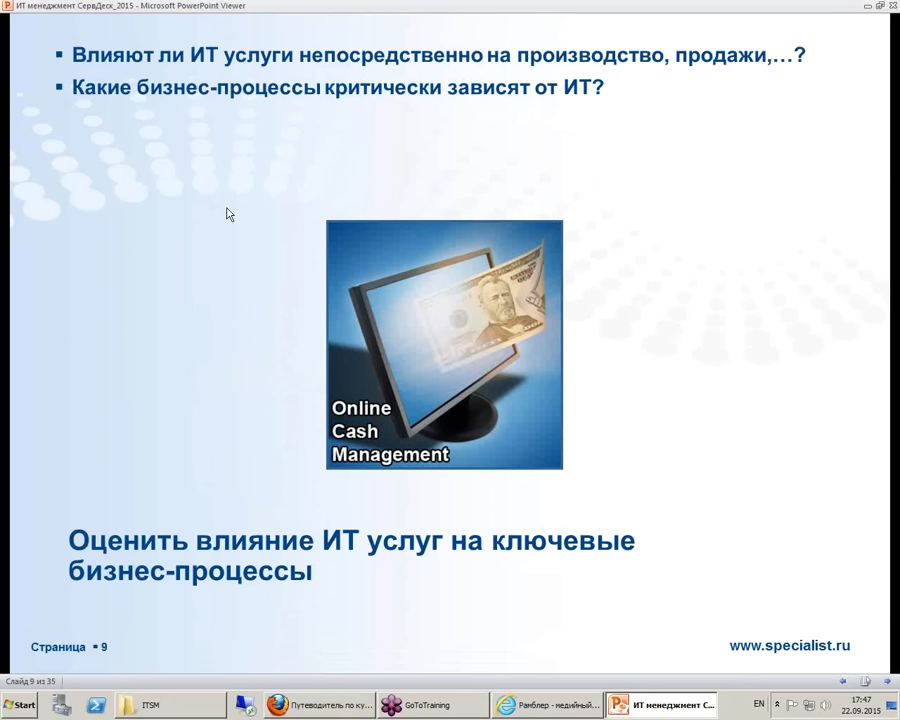 ИТ менеджмент СервДеск_2015 - Microsoft PowerPoint Viewer
▪ Влияют ли ИТ услуги непосредственно на производство, продажи,…?
▪ Какие бизнес-процессы критически зависят от ИТ?
Online
Cash
Management
Оценить влияние ИТ услуг на ключевые
бизнес-процессы
Страница ▪ 9
www.specialist.ru
Слайд 9 из 35
Start
ITSM
Путеводитель по ку...
GoToTraining
Рамблер - медийный...
ИТ менеджмент С...
EN
17:47
22.09.2015